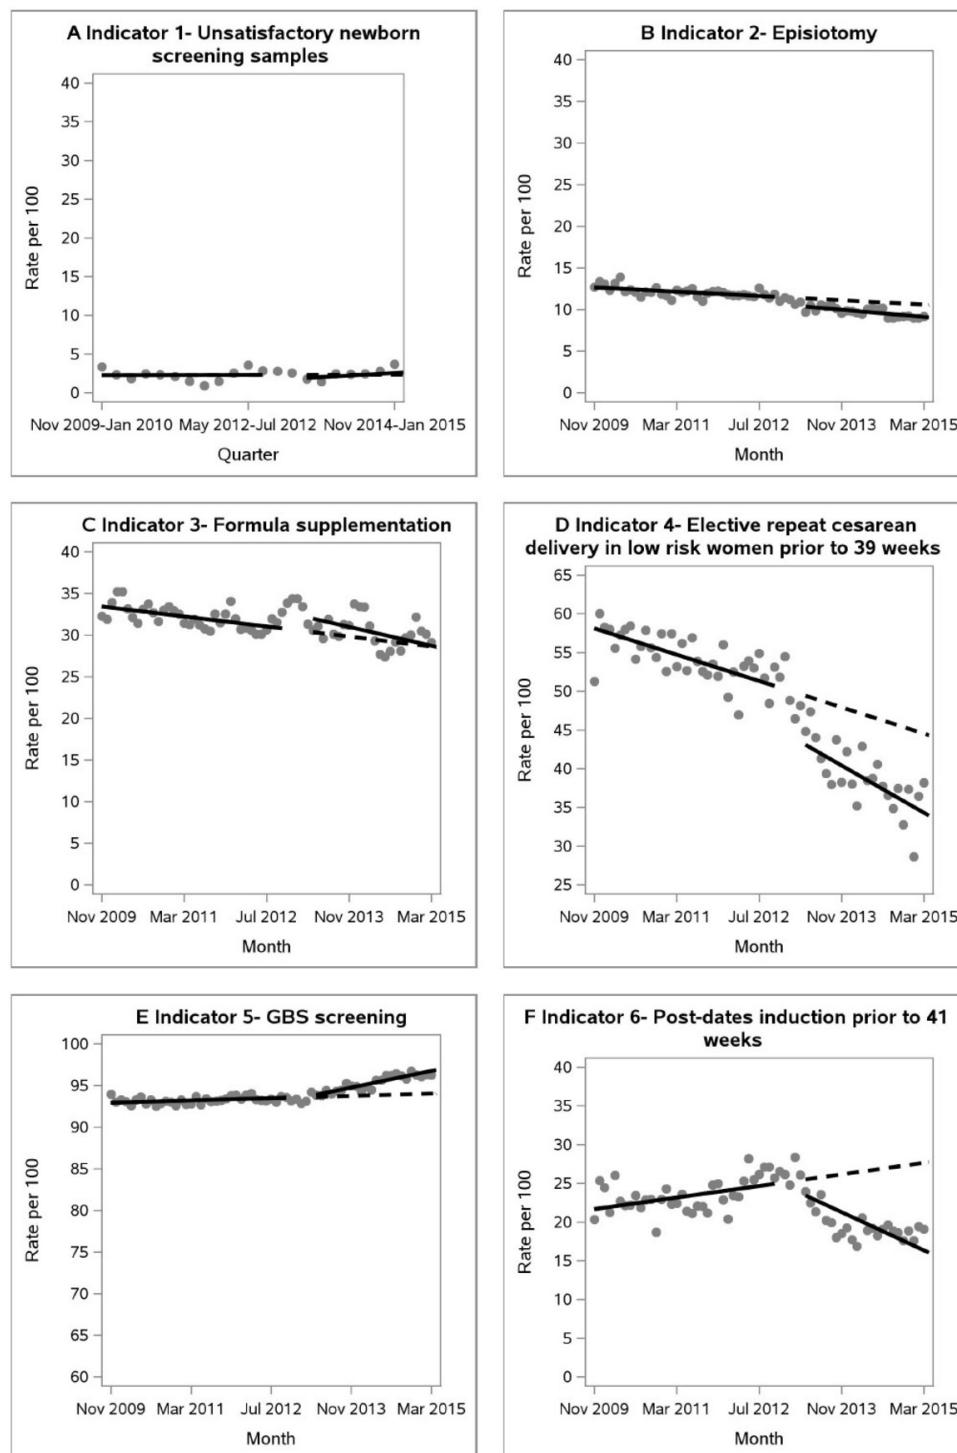 A Indicator 1- Unsatisfactory newborn
screening samples
Rate per 100
40
35
30
25
20
15
10
5
0
Nov 2009-Jan 2010 May 2012-Jul 2012 Nov 2014-Jan 2015
Quarter
B Indicator 2- Episiotomy
Rate per 100
40
35
30
25
20
15
10
5
0
Nov 2009 Mar 2011 Jul 2012 Nov 2013 Mar 2015
Month
C Indicator 3- Formula supplementation
Rate per 100
40
35
30
25
20
15
10
5
0
Nov 2009 Mar 2011 Jul 2012 Nov 2013 Mar 2015
Month
D Indicator 4- Elective repeat cesarean
delivery in low risk women prior to 39 weeks
Rate per 100
65
60
55
50
45
40
35
30
25
Nov 2009 Mar 2011 Jul 2012 Nov 2013 Mar 2015
Month
E Indicator 5- GBS screening
Rate per 100
100
95
90
85
80
75
70
65
60
Nov 2009 Mar 2011 Jul 2012 Nov 2013 Mar 2015
Month
F Indicator 6- Post-dates induction prior to 41
weeks
Rate per 100
40
35
30
25
20
15
10
5
0
Nov 2009 Mar 2011 Jul 2012 Nov 2013 Mar 2015
Month